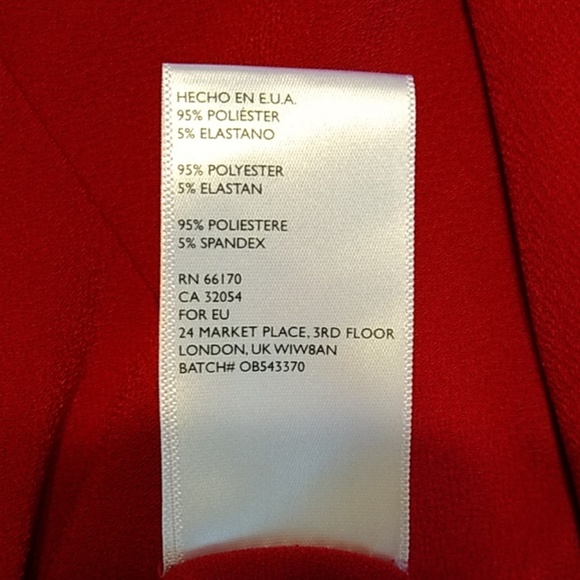 HECHO EN E.U.A.
95% POLIÉSTER
5% ELASTANO
95% POLYESTER
5% ELASTAN
95% POLIESTERE
5% SPANDEX
RN 66170
CA 32054
FOR EU
24 MARKET PLACE, 3RD FLOOR
LONDON, UK W1W8AN
BATCH# OB543370